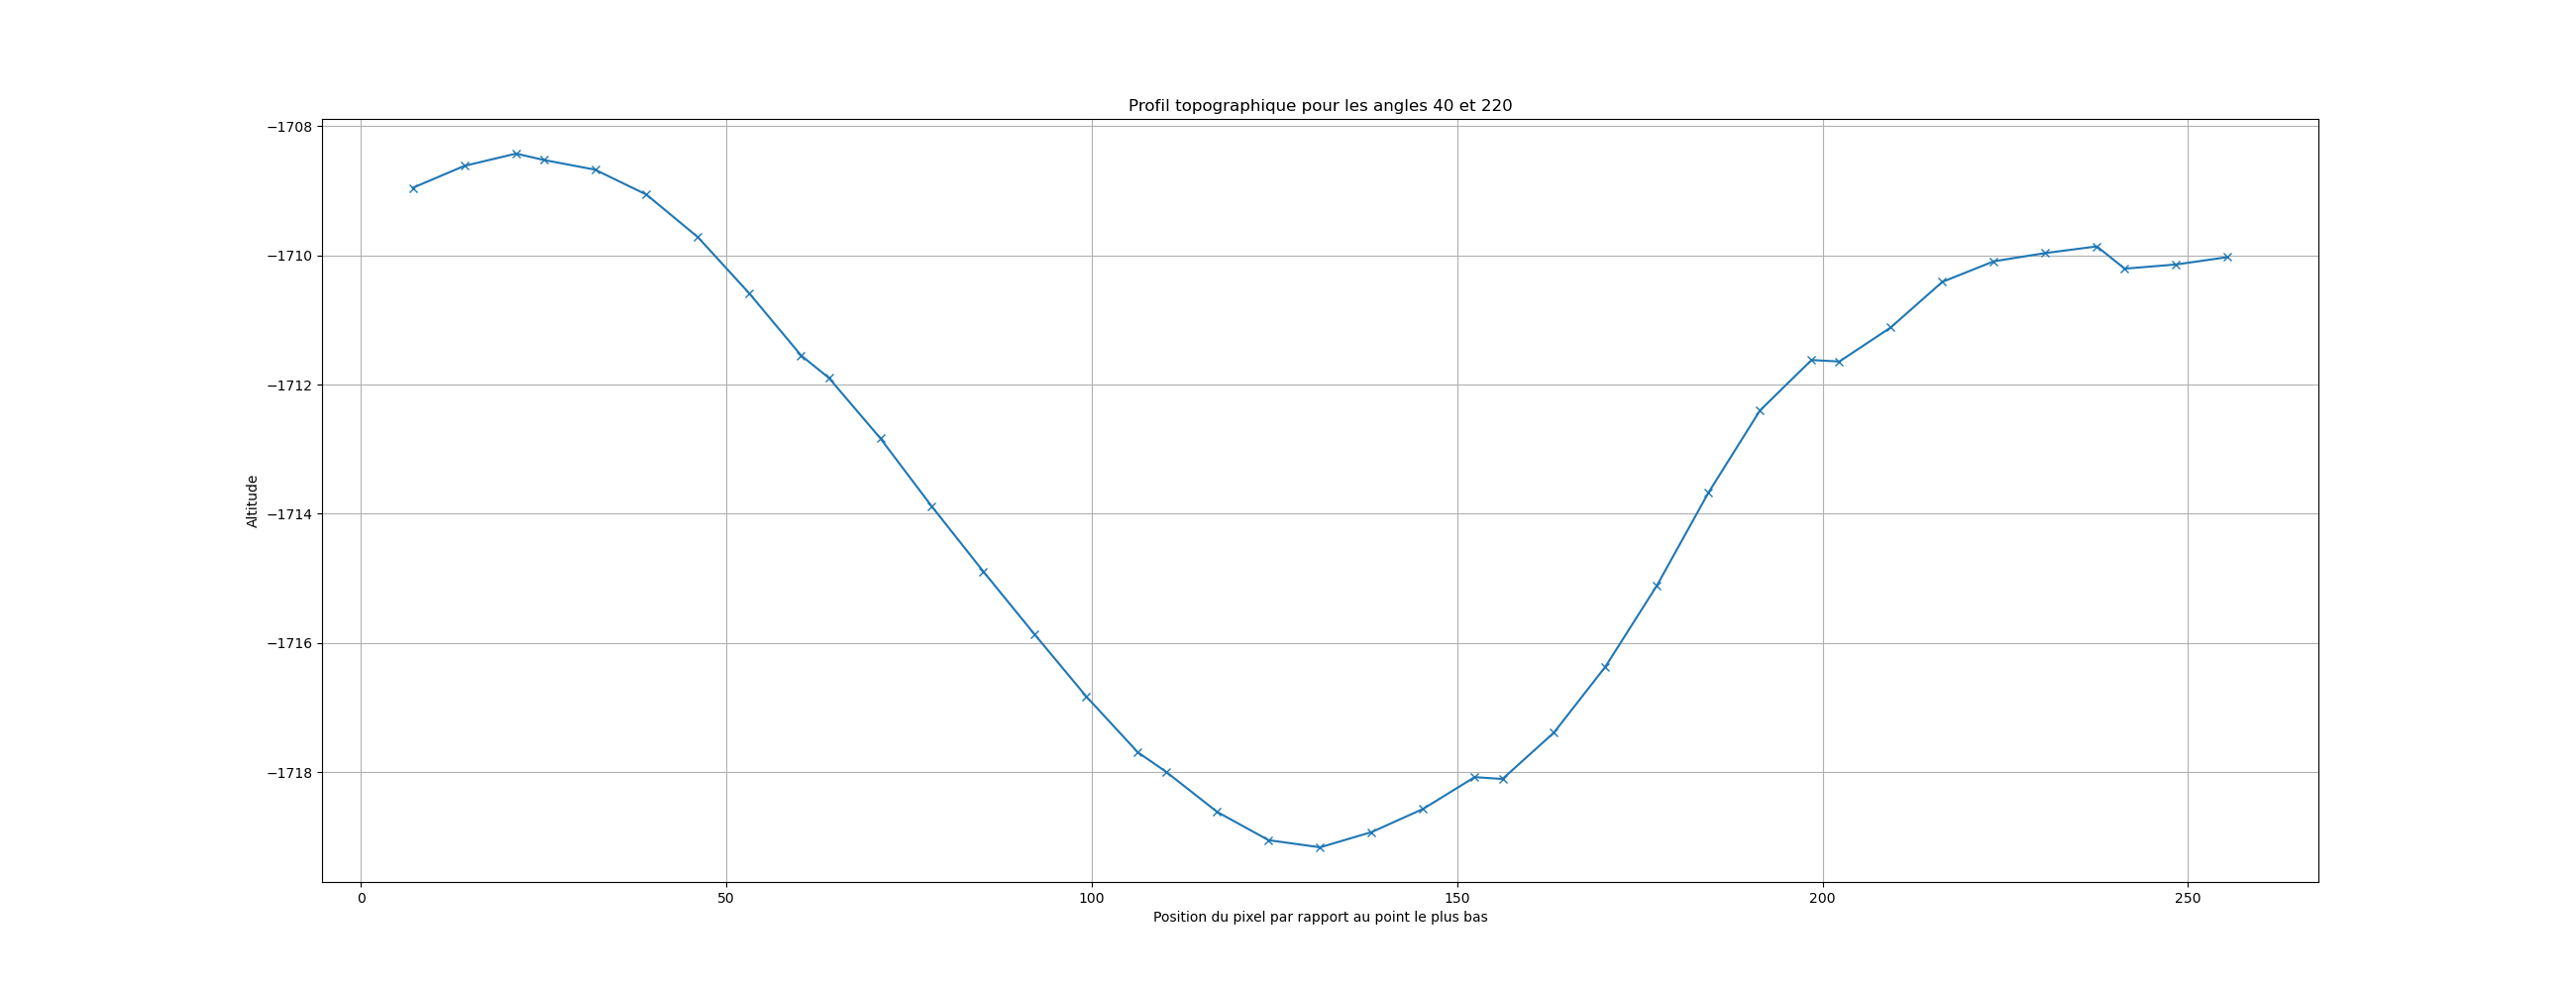 Profil topographique pour les angles 40 et 220
−1708
−1710
−1712
−1714
−1716
−1718
Altitude
0 50 100 150 200 250
Position du pixel par rapport au point le plus bas